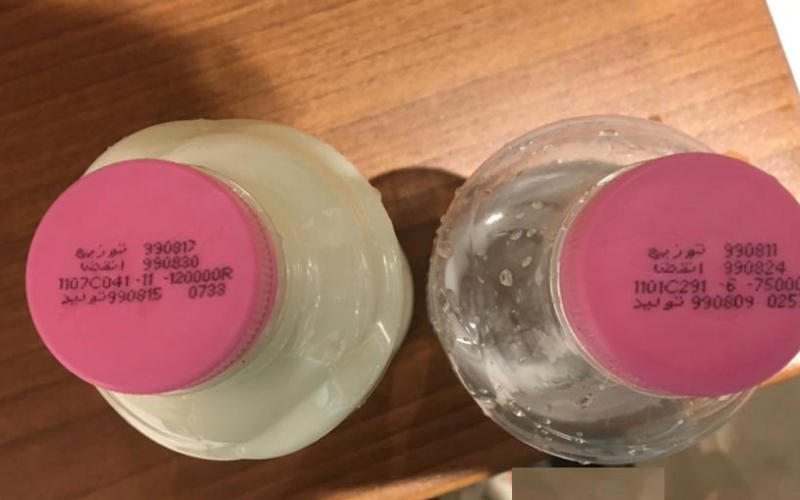 توزیع 990817
انقضا 990830
1107C041 -11 -120000R
تولید 990815 0733
توزیع 990811
انقضا 990824
1101C291 -6 -75000
تولید 990809 025